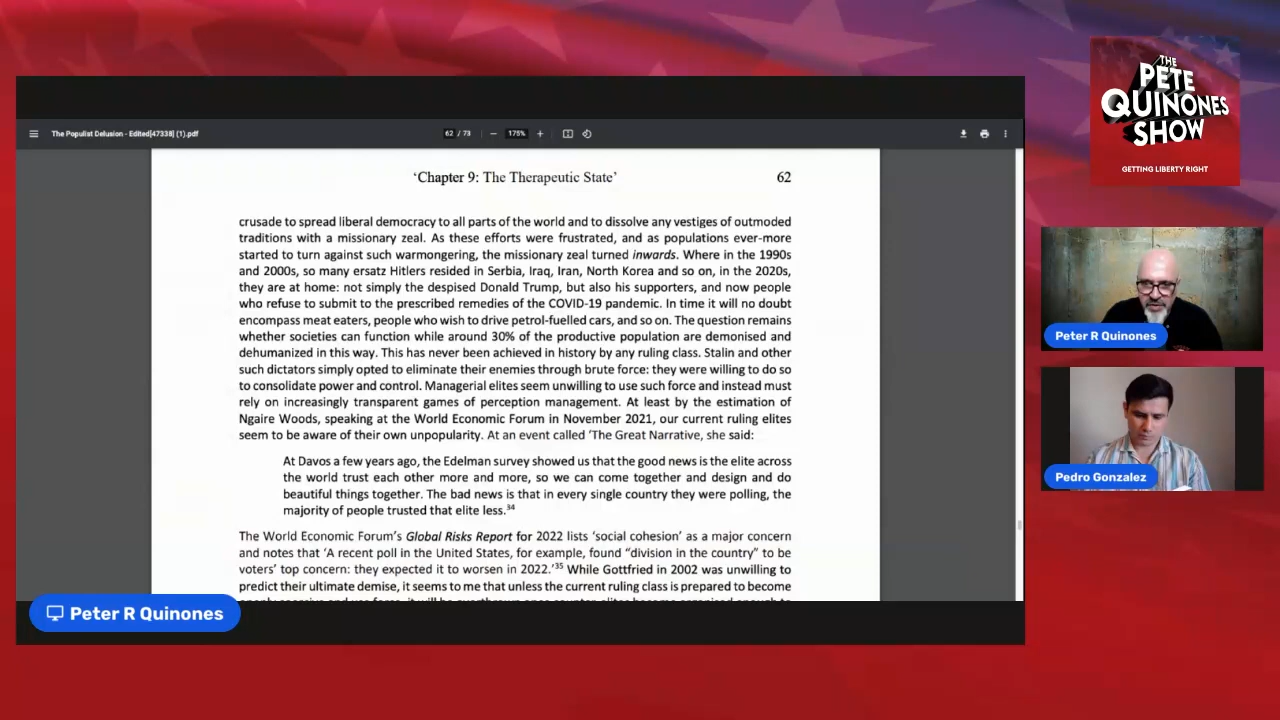 The Populist Delusion - Edited[47338] (1).pdf
62 / 73
175%
'Chapter 9: The Therapeutic State'
62
crusade to spread liberal democracy to all parts of the world and to dissolve any vestiges of outmoded
traditions with a missionary zeal. As these efforts were frustrated, and as populations ever-more
started to turn against such warmongering, the missionary zeal turned inwards. Where in the 1990s
and 2000s, so many ersatz Hitlers resided in Serbia, Iraq, Iran, North Korea and so on, in the 2020s,
they are at home: not simply the despised Donald Trump, but also his supporters, and now people
who refuse to submit to the prescribed remedies of the COVID-19 pandemic. In time it will no doubt
encompass meat eaters, people who wish to drive petrol-fuelled cars, and so on. The question remains
whether societies can function while around 30% of the productive population are demonised and
dehumanized in this way. This has never been achieved in history by any ruling class. Stalin and other
such dictators simply opted to eliminate their enemies through brute force: they were willing to do so
to consolidate power and control. Managerial elites seem unwilling to use such force and instead must
rely on increasingly transparent games of perception management. At least by the estimation of
Ngaire Woods, speaking at the World Economic Forum in November 2021, our current ruling elites
seem to be aware of their own unpopularity. At an event called 'The Great Narrative, she said:
At Davos a few years ago, the Edelman survey showed us that the good news is the elite across
the world trust each other more and more, so we can come together and design and do
beautiful things together. The bad news is that in every single country they were polling, the
majority of people trusted that elite less.34
The World Economic Forum's Global Risks Report for 2022 lists 'social cohesion' as a major concern
and notes that 'A recent poll in the United States, for example, found "division in the country" to be
voters' top concern: they expected it to worsen in 2022.'35 While Gottfried in 2002 was unwilling to
predict their ultimate demise, it seems to me that unless the current ruling class is prepared to become
Peter R Quinones
THE
PETE
QUINONES
SHOW
GETTING LIBERTY RIGHT
Peter R Quinones
Pedro Gonzalez